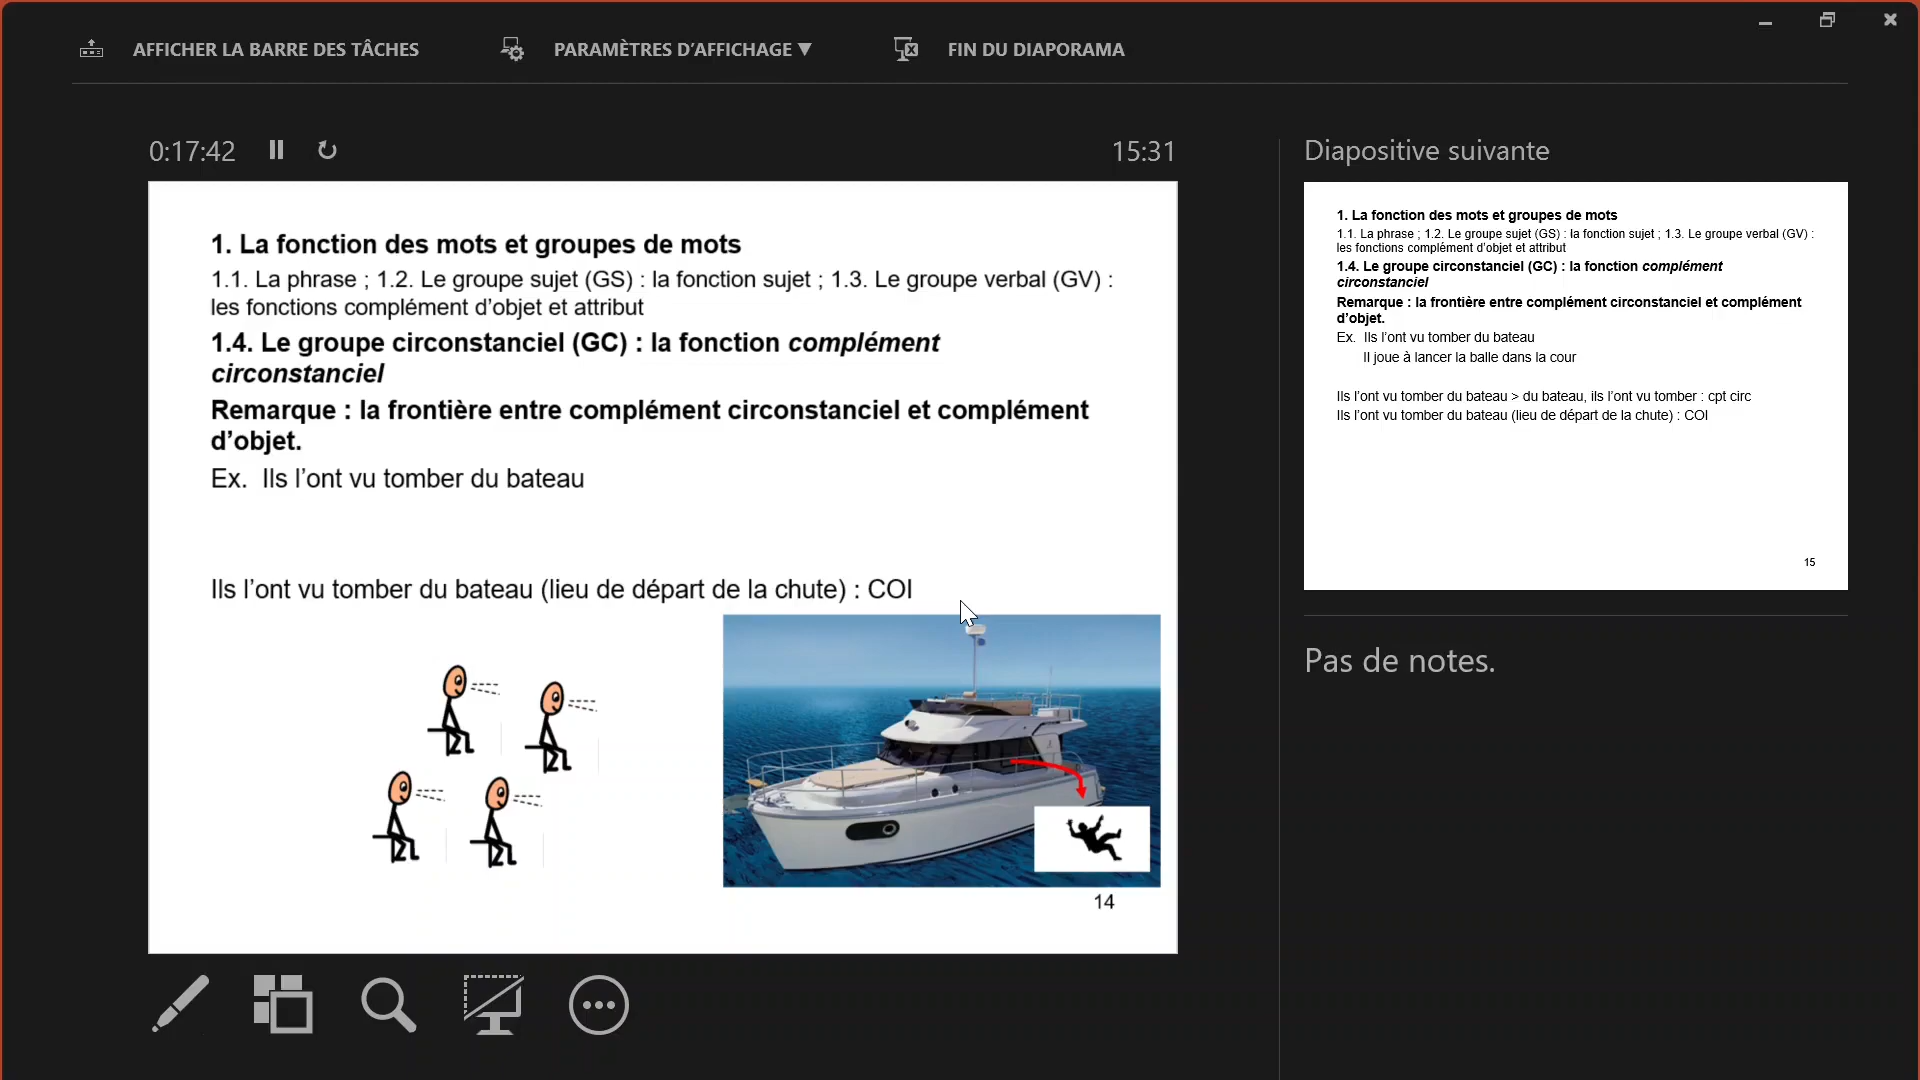 AFFICHER LA BARRE DES TÂCHES
PARAMÈTRES D'AFFICHAGE ▼
FIN DU DIAPORAMA
0:17:42
15:31
1. La fonction des mots et groupes de mots
1.1. La phrase ; 1.2. Le groupe sujet (GS) : la fonction sujet ; 1.3. Le groupe verbal (GV) :
les fonctions complément d'objet et attribut
1.4. Le groupe circonstanciel (GC) : la fonction complément
circonstanciel
Remarque : la frontière entre complément circonstanciel et complément
d'objet.
Ex. Ils l'ont vu tomber du bateau
Ils l'ont vu tomber du bateau (lieu de départ de la chute) : COI
14
Diapositive suivante
1. La fonction des mots et groupes de mots
1.1. La phrase ; 1.2. Le groupe sujet (GS) : la fonction sujet ; 1.3. Le groupe verbal (GV) :
les fonctions complément d'objet et attribut
1.4. Le groupe circonstanciel (GC) : la fonction complément
circonstanciel
Remarque : la frontière entre complément circonstanciel et complément
d'objet.
Ex. Ils l'ont vu tomber du bateau
Il joue à lancer la balle dans la cour
Ils l'ont vu tomber du bateau > du bateau, ils l'ont vu tomber : cpt circ
Ils l'ont vu tomber du bateau (lieu de départ de la chute) : COI
15
Pas de notes.